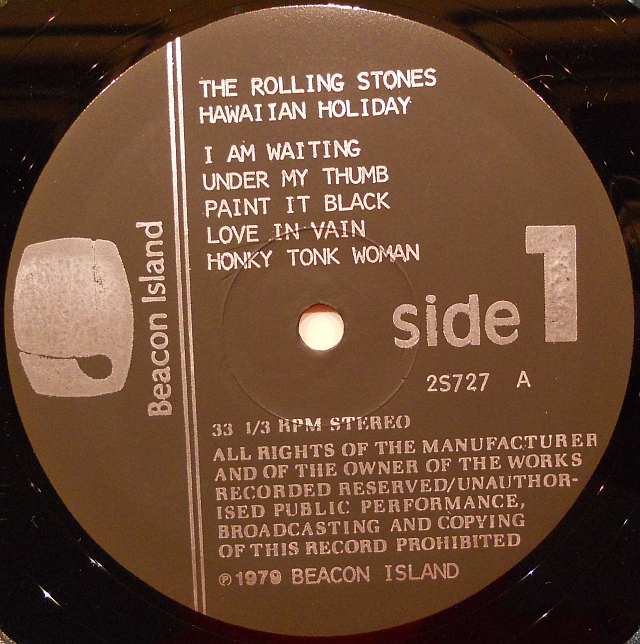 THE ROLLING STONES
HAWAIIAN HOLIDAY
I AM WAITING
UNDER MY THUMB
PAINT IT BLACK
LOVE IN VAIN
HONKY TONK WOMAN
Beacon Island
side 1
2S727 A
33 1/3 RPM STEREO
ALL RIGHTS OF THE MANUFACTURER
AND OF THE OWNER OF THE WORKS
RECORDED RESERVED/UNAUTHOR-
ISED PUBLIC PERFORMANCE,
BROADCASTING AND COPYING
OF THIS RECORD PROHIBITED
℗1979 BEACON ISLAND